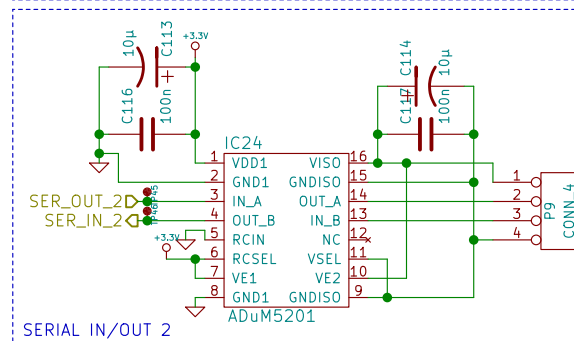 10µ
C113
+3.3V
C116
100n
C114
10µ
C117
100n
IC24
1 VDD1 VISO 16
2 GND1 GNDISO 15
3 IN_A OUT_A 14
4 OUT_B IN_B 13
5 RCIN NC 12
6 RCSEL VSEL 11
7 VE1 VE2 10
8 GND1 GNDISO 9
ADuM5201
SER_OUT_2
SER_IN_2
TP45
TP46
+3.3V
1
2
3
4
P9
CONN_4
SERIAL IN/OUT 2